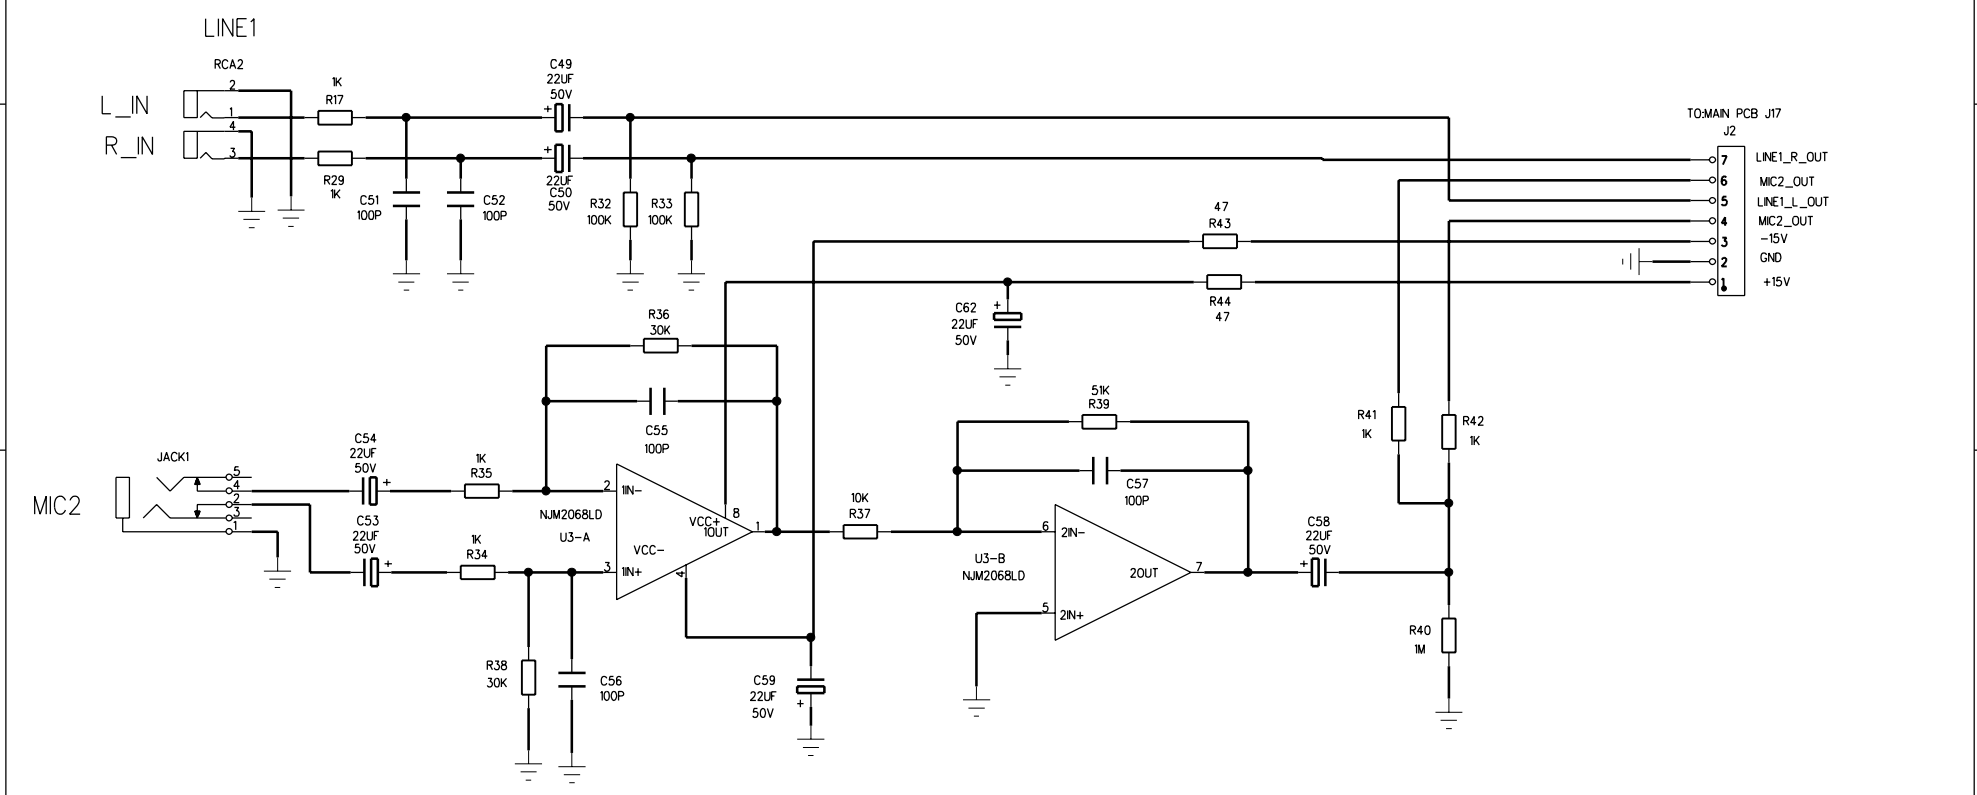 LINE1
RCA2
L_IN
R_IN
2
1
4
3
1K
R17
R29
1K
C51
100P
C52
100P
C49
22UF
50V
+
+
22UF
C50
50V
R32
100K
R33
100K
TO:MAIN PCB J17
J2
7 LINE1_R_OUT
6 MIC2_OUT
5 LINE1_L_OUT
4 MIC2_OUT
3 -15V
2 GND
1 +15V
47
R43
R44
47
C62
22UF
50V
+
R36
30K
C55
100P
51K
R39
C57
100P
R41
1K
R42
1K
MIC2
JACK1
5
4
2
3
1
C54
22UF
50V
+
C53
22UF
50V
+
1K
R35
1K
R34
2
1IN-
NJM2068LD
U3-A
VCC+
8
1OUT
1
VCC-
4
3
1IN+
R38
30K
C56
100P
C59
22UF
50V
+
10K
R37
6
2IN-
U3-B
NJM2068LD
2OUT
7
5
2IN+
C58
22UF
50V
+
R40
1M